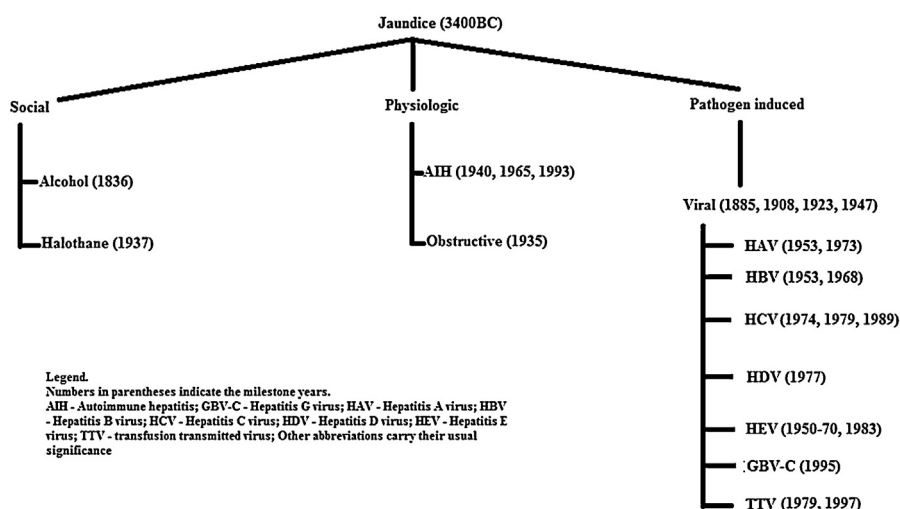 Jaundice (3400BC)
Social
Physiologic
Pathogen induced
Alcohol (1836)
Halothane (1937)
AIH (1940, 1965, 1993)
Obstructive (1935)
Viral (1885, 1908, 1923, 1947)
HAV (1953, 1973)
HBV (1953, 1968)
HCV (1974, 1979, 1989)
HDV (1977)
HEV (1950-70, 1983)
GBV-C (1995)
TTV (1979, 1997)
Legend.
Numbers in parentheses indicate the milestone years.
AIH - Autoimmune hepatitis; GBV-C - Hepatitis G virus; HAV - Hepatitis A virus; HBV
- Hepatitis B virus; HCV - Hepatitis C virus; HDV - Hepatitis D virus; HEV - Hepatitis E
virus; TTV - transfusion transmitted virus; Other abbreviations carry their usual
significance